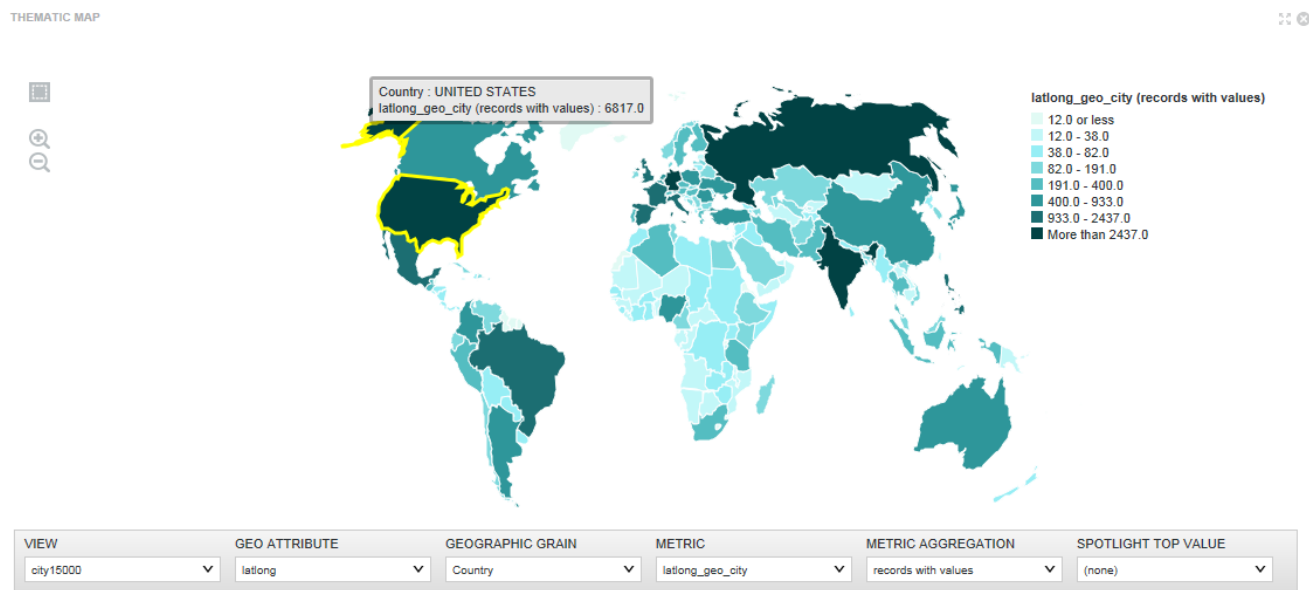 THEMATIC MAP
Country : UNITED STATES
latlong_geo_city (records with values) : 6817.0
latlong_geo_city (records with values)
12.0 or less
12.0 - 38.0
38.0 - 82.0
82.0 - 191.0
191.0 - 400.0
400.0 - 933.0
933.0 - 2437.0
More than 2437.0
VIEW GEO ATTRIBUTE GEOGRAPHIC GRAIN METRIC METRIC AGGREGATION SPOTLIGHT TOP VALUE
city15000 latlong Country latlong_geo_city records with values (none)